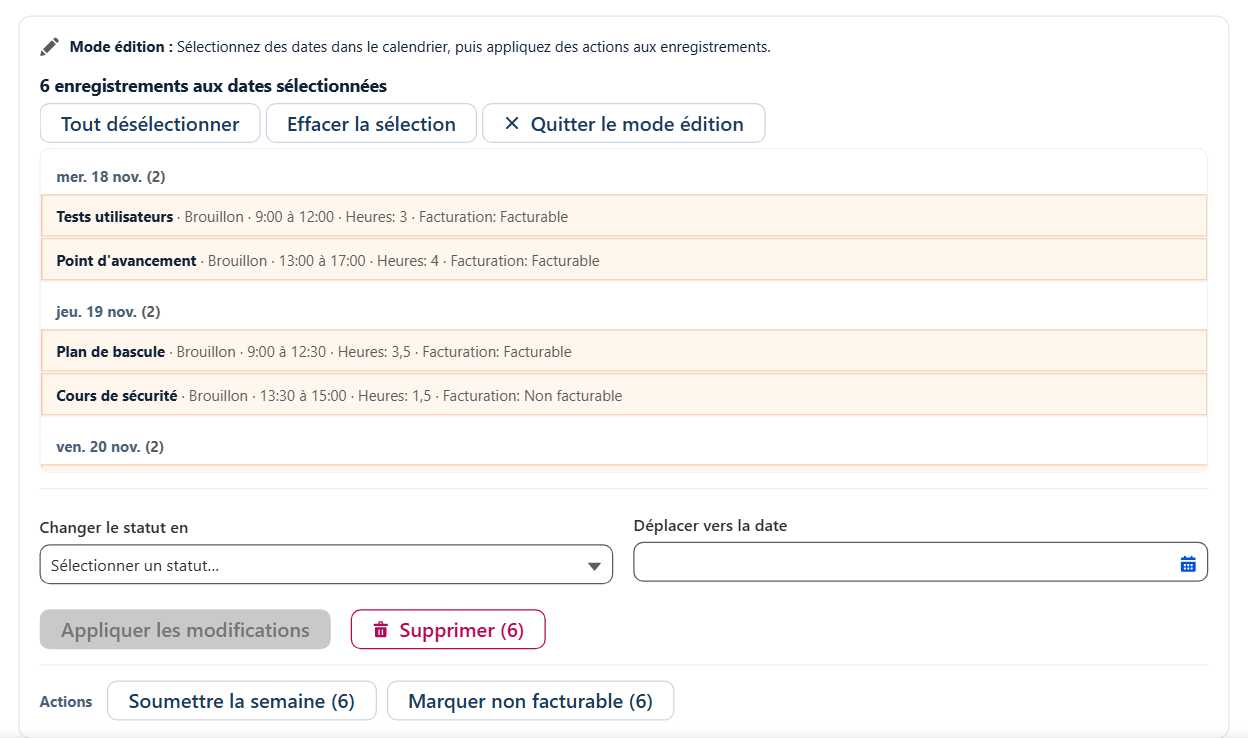 Mode édition : Sélectionnez des dates dans le calendrier, puis appliquez des actions aux enregistrements.
6 enregistrements aux dates sélectionnées
Tout désélectionner
Effacer la sélection
Quitter le mode édition
mer. 18 nov. (2)
Tests utilisateurs · Brouillon · 9:00 à 12:00 · Heures: 3 · Facturation: Facturable
Point d'avancement · Brouillon · 13:00 à 17:00 · Heures: 4 · Facturation: Facturable
jeu. 19 nov. (2)
Plan de bascule · Brouillon · 9:00 à 12:30 · Heures: 3,5 · Facturation: Facturable
Cours de sécurité · Brouillon · 13:30 à 15:00 · Heures: 1,5 · Facturation: Non facturable
ven. 20 nov. (2)
Changer le statut en
Sélectionner un statut...
Déplacer vers la date
Appliquer les modifications
Supprimer (6)
Actions
Soumettre la semaine (6)
Marquer non facturable (6)